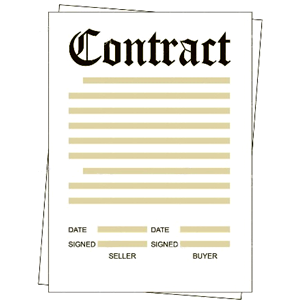 Contract
DATE DATE
SIGNED SIGNED
SELLER BUYER